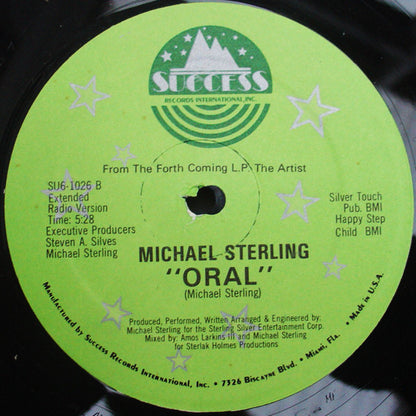 SUCCESS
RECORDS INTERNATIONAL, INC.
From The Forth Coming L.P. The Artist
SU6-1026 B
Extended
Radio Version
Time: 5:28
Executive Producers
Steven A. Silves
Michael Sterling
Silver Touch
Pub. BMI
Happy Step
Child BMI
MICHAEL STERLING
"ORAL"
(Michael Sterling)
Produced, Performed, Written Arranged & Engineered by:
Michael Sterling for the Sterling Silver Entertainment Corp.
Mixed by: Amos Larkins III and Michael Sterling
for Sterlak Holmes Productions
Manufactured by Success Records International, Inc. • 7326 Biscayne Blvd. • Miami, Fla. • Made in U.S.A.